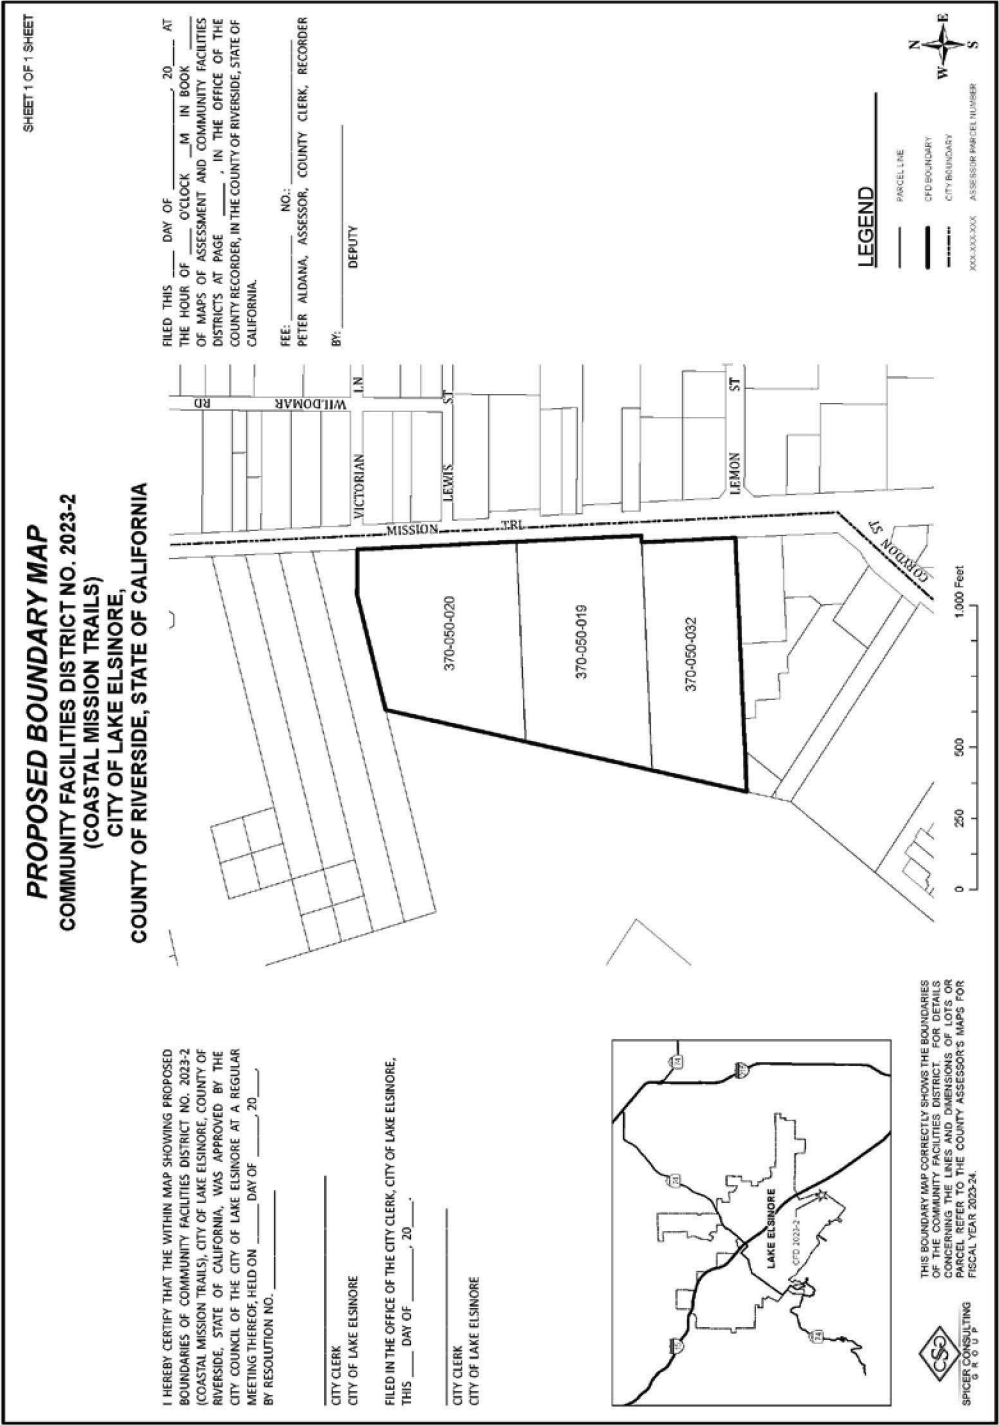 SHEET 1 OF 1 SHEET
PROPOSED BOUNDARY MAP
COMMUNITY FACILITIES DISTRICT NO. 2023-2
(COASTAL MISSION TRAILS)
CITY OF LAKE ELSINORE,
COUNTY OF RIVERSIDE, STATE OF CALIFORNIA
I HEREBY CERTIFY THAT THE WITHIN MAP SHOWING PROPOSED
BOUNDARIES OF COMMUNITY FACILITIES DISTRICT NO. 2023-2
(COASTAL MISSION TRAILS), CITY OF LAKE ELSINORE, COUNTY OF
RIVERSIDE, STATE OF CALIFORNIA, WAS APPROVED BY THE
CITY COUNCIL OF THE CITY OF LAKE ELSINORE AT A REGULAR
MEETING THEREOF, HELD ON ______ DAY OF ______, 20___,
BY RESOLUTION NO. __________
CITY CLERK
CITY OF LAKE ELSINORE
FILED IN THE OFFICE OF THE CITY CLERK, CITY OF LAKE ELSINORE,
THIS ____ DAY OF ________, 20___.
CITY CLERK
CITY OF LAKE ELSINORE
FILED THIS ____ DAY OF __________, 20___ AT
THE HOUR OF ____ O'CLOCK __M IN BOOK ____
OF MAPS OF ASSESSMENT AND COMMUNITY FACILITIES
DISTRICTS AT PAGE _____, IN THE OFFICE OF THE
COUNTY RECORDER, IN THE COUNTY OF RIVERSIDE, STATE OF
CALIFORNIA.
FEE: ________ NO.: __________
PETER ALDANA, ASSESSOR, COUNTY CLERK, RECORDER
BY: ______________________
DEPUTY
RD
WILDOMAR
VICTORIAN LN
LEWIS ST
MISSION TRL
LEMON ST
CORYDON ST
370-050-020
370-050-019
370-050-032
0 250 500 1,000 Feet
LEGEND
PARCEL LINE
CFD BOUNDARY
CITY BOUNDARY
XXX-XXX-XXX ASSESSOR PARCEL NUMBER
N
E
S
W
74
215
74
LAKE ELSINORE
CFD 2023-2
15
74
SPICER CONSULTING
GROUP
THIS BOUNDARY MAP CORRECTLY SHOWS THE BOUNDARIES
OF THE COMMUNITY FACILITIES DISTRICT. FOR DETAILS
CONCERNING THE LINES AND DIMENSIONS OF LOTS OR
PARCEL REFER TO THE COUNTY ASSESSOR'S MAPS FOR
FISCAL YEAR 2023-24.